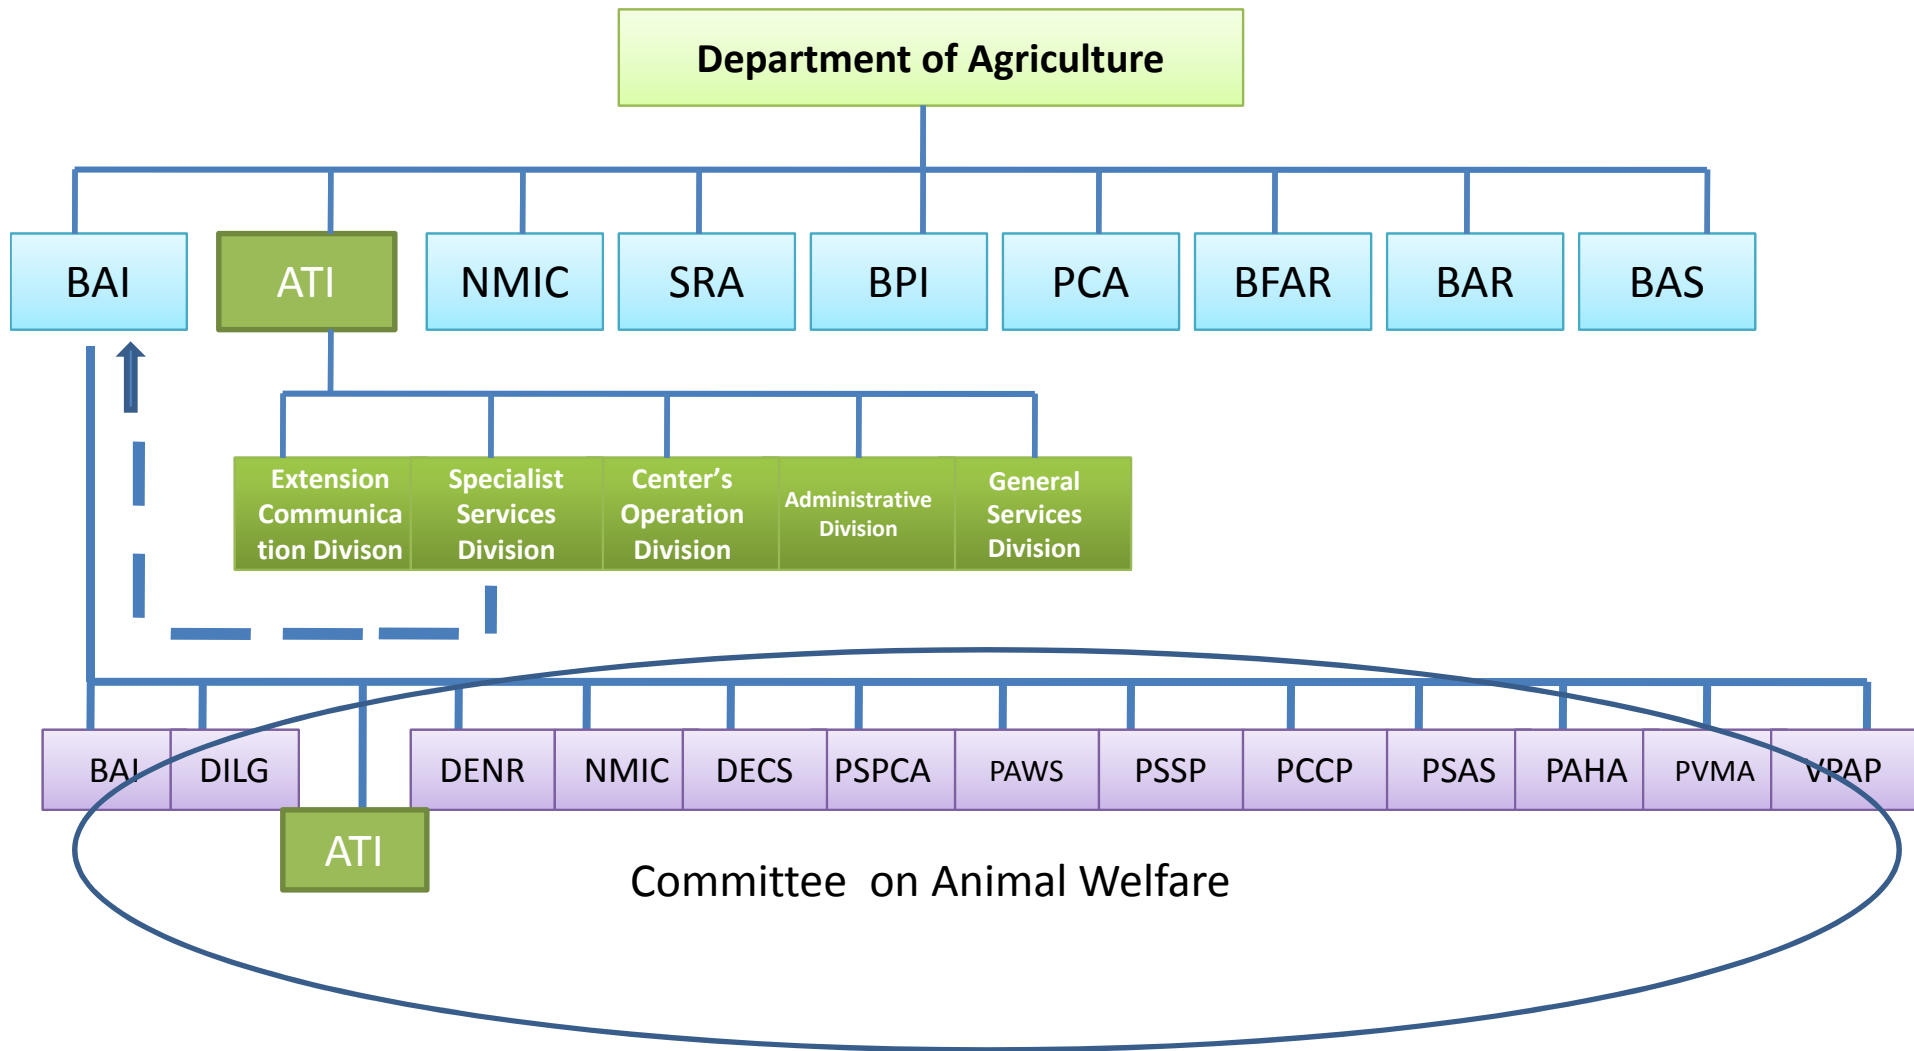 Department of Agriculture
BAI
ATI
NMIC
SRA
BPI
PCA
BFAR
BAR
BAS
Extension
Communica
tion Divison
Specialist
Services
Division
Center’s
Operation
Division
Administrative
Division
General
Services
Division
BAI
DILG
ATI
DENR
NMIC
DECS
PSPCA
PAWS
PSSP
PCCP
PSAS
PAHA
PVMA
VPAP
Committee on Animal Welfare